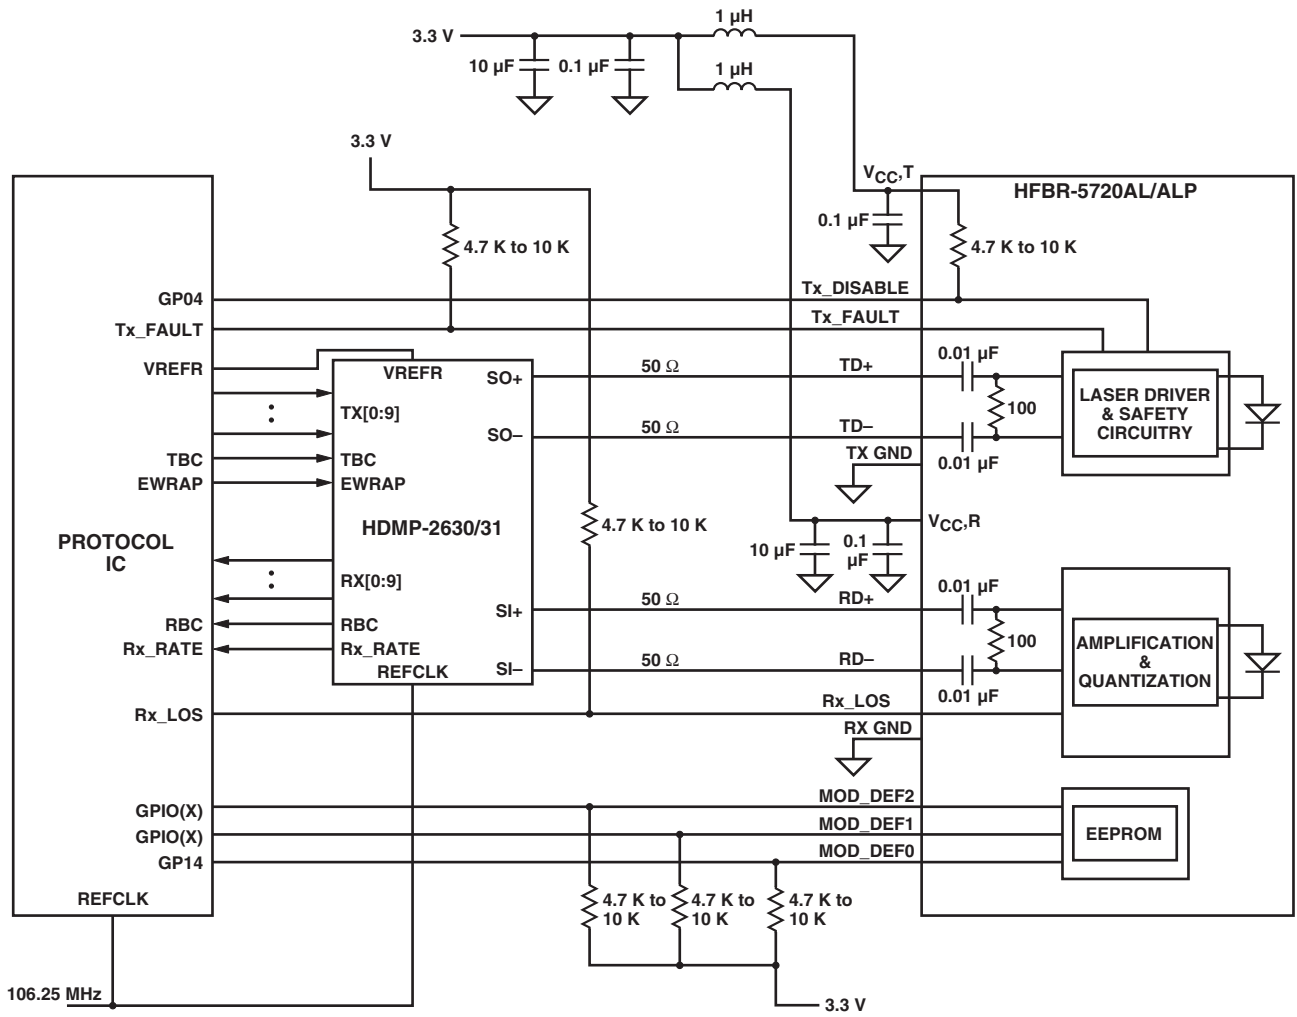 1 µH
3.3 V
10 µF
0.1 µF
1 µH
3.3 V
V_CC,T
HFBR-5720AL/ALP
0.1 µF
4.7 K to 10 K
4.7 K to 10 K
GP04
Tx_DISABLE
Tx_FAULT
Tx_FAULT
VREFR
VREFR
SO+
50 Ω
TD+
0.01 µF
TX[0:9]
100
LASER DRIVER
& SAFETY
CIRCUITRY
SO–
50 Ω
TD–
0.01 µF
TX GND
TBC
TBC
EWRAP
EWRAP
HDMP-2630/31
4.7 K to 10 K
V_CC,R
PROTOCOL
IC
10 µF
0.1
µF
RX[0:9]
SI+
50 Ω
RD+
0.01 µF
RBC
RBC
100
AMPLIFICATION
&
QUANTIZATION
Rx_RATE
Rx_RATE
REFCLK
SI–
50 Ω
RD–
0.01 µF
Rx_LOS
Rx_LOS
RX GND
GPIO(X)
MOD_DEF2
GPIO(X)
MOD_DEF1
EEPROM
GP14
MOD_DEF0
REFCLK
4.7 K to
10 K
4.7 K to
10 K
4.7 K to
10 K
106.25 MHz
3.3 V